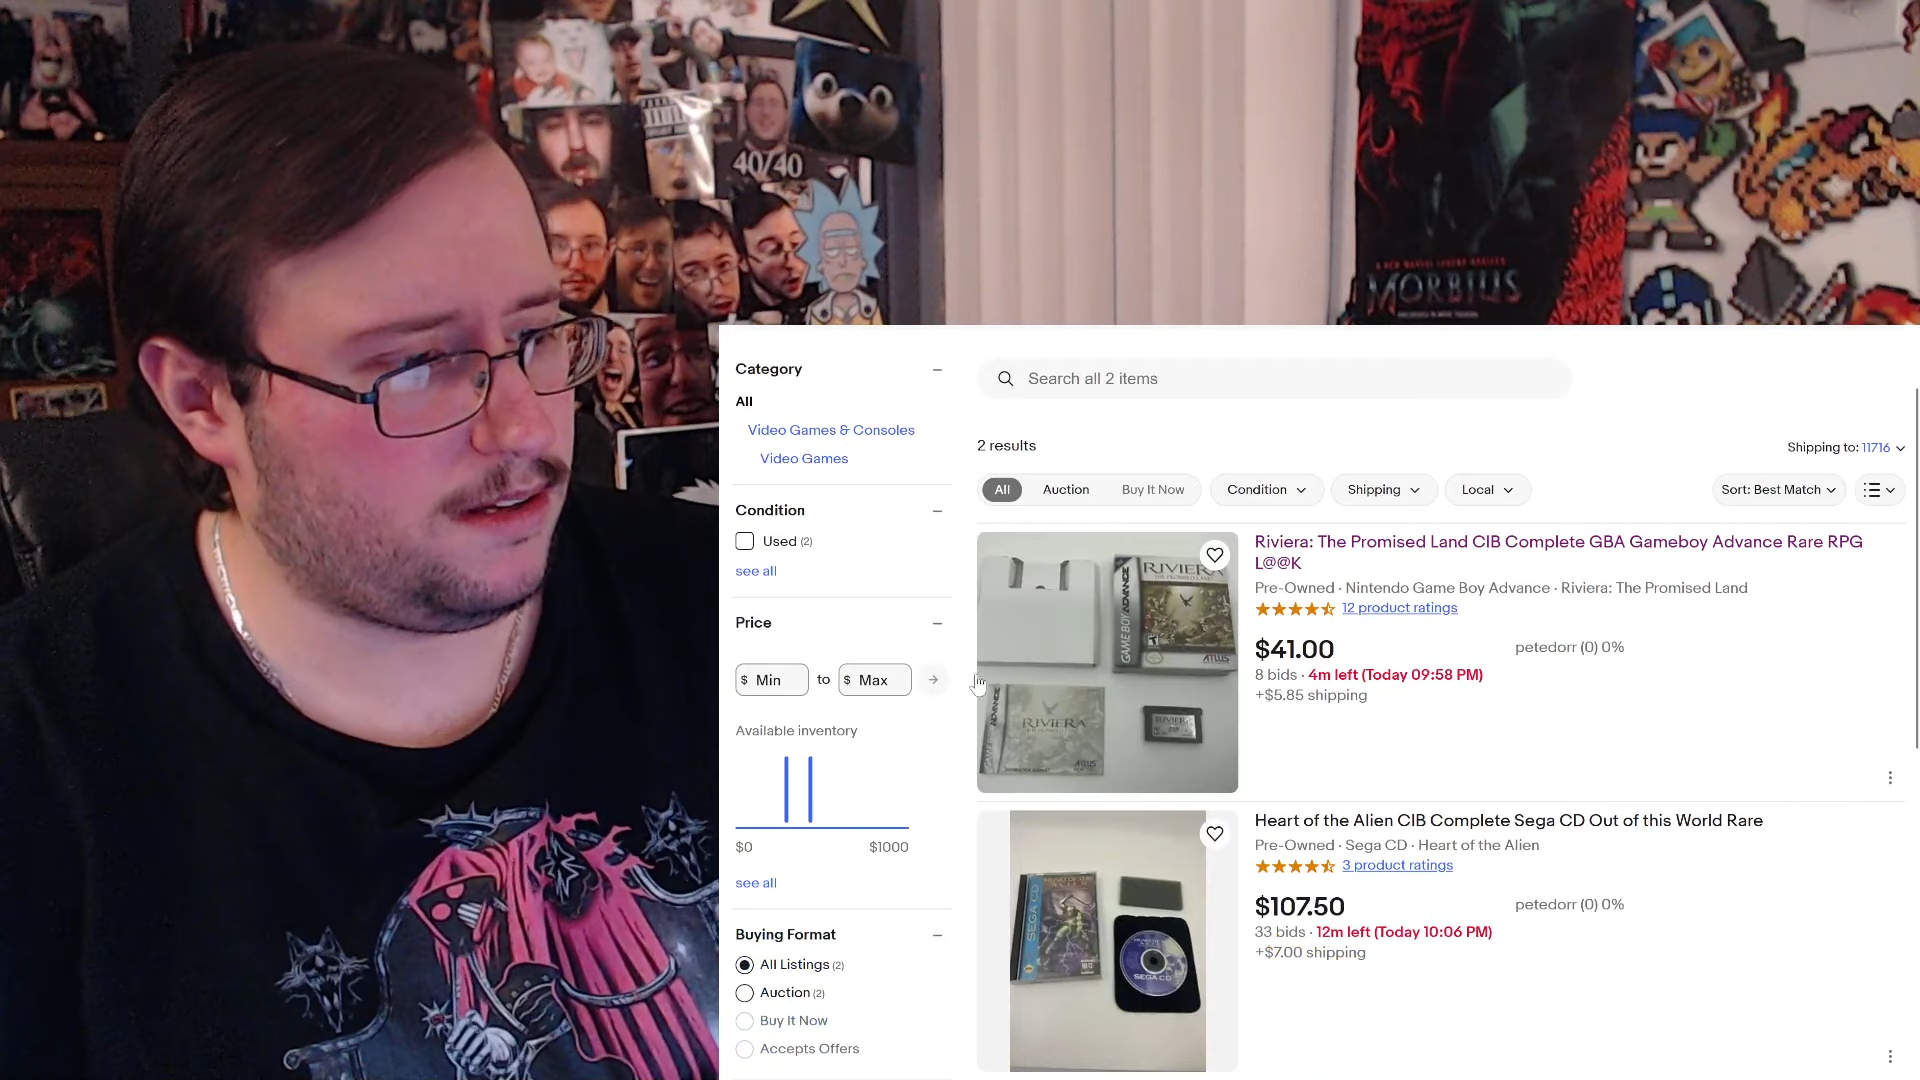 40/40
MORBIUS
Category
All
Video Games & Consoles
Video Games
Condition
Used (2)
see all
Price
$ Min to $ Max
Available inventory
$0 $1000
see all
Buying Format
All Listings (2)
Auction (2)
Buy It Now
Accepts Offers
Search all 2 items
2 results
Shipping to: 11716
All Auction Buy It Now Condition Shipping Local Sort: Best Match
Riviera: The Promised Land CIB Complete GBA Gameboy Advance Rare RPG
L@@K
Pre-Owned · Nintendo Game Boy Advance · Riviera: The Promised Land
12 product ratings
$41.00
petedorr (0) 0%
8 bids · 4m left (Today 09:58 PM)
+$5.85 shipping
GAME BOY ADVANCE
RIVIERA
THE PROMISED LAND
ATLUS
RIVIERA
ATLUS
RIVIERA
Heart of the Alien CIB Complete Sega CD Out of this World Rare
Pre-Owned · Sega CD · Heart of the Alien
3 product ratings
$107.50
petedorr (0) 0%
33 bids · 12m left (Today 10:06 PM)
+$7.00 shipping
SEGA CD
SEGA CD